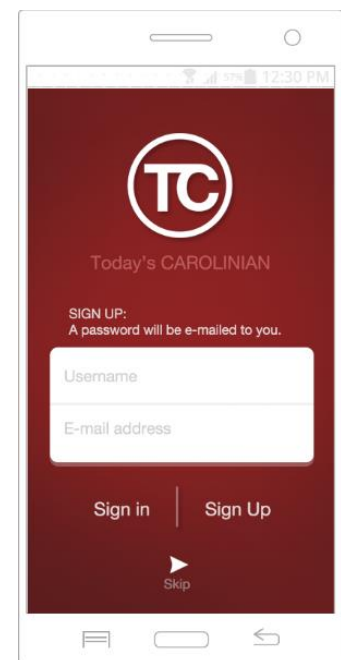 57% 12:30 PM
TC
Today's CAROLINIAN
SIGN UP:
A password will be e-mailed to you.
Username
E-mail address
Sign in
Sign Up
Skip